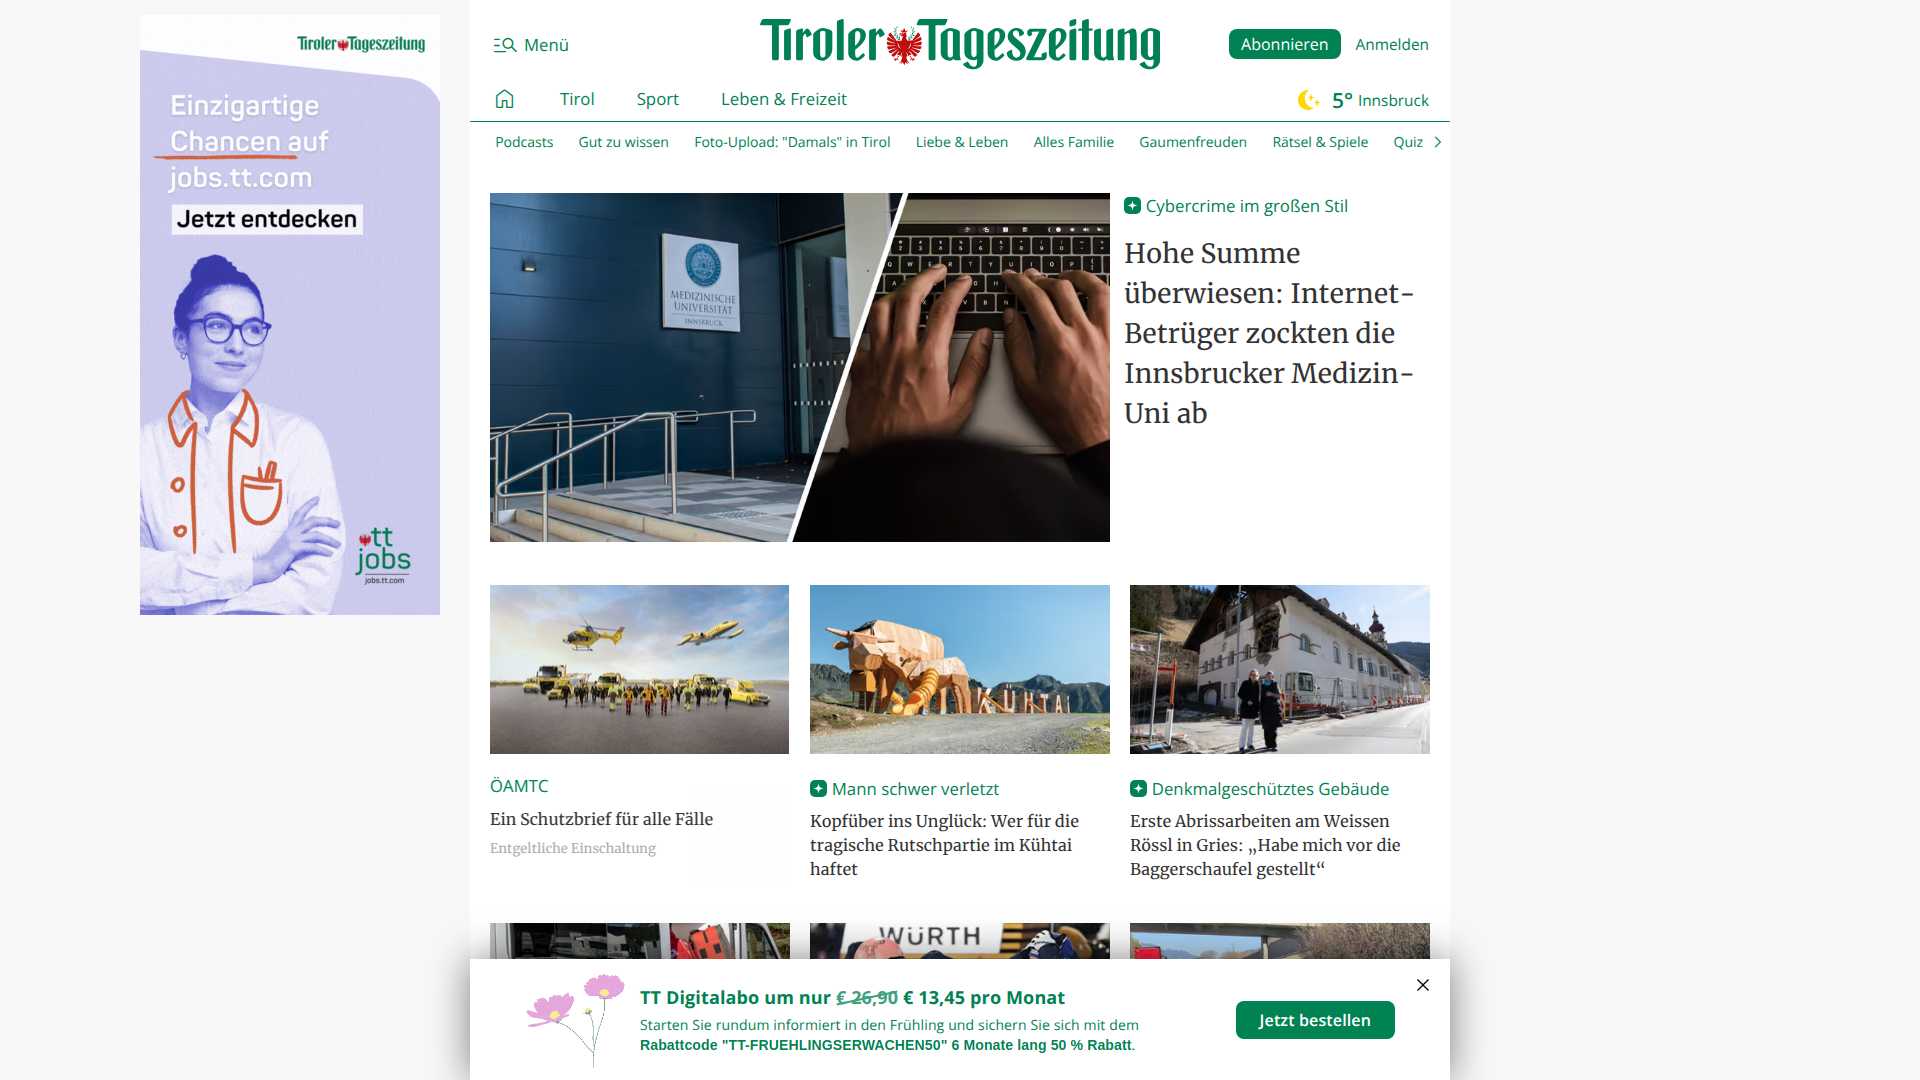 Tiroler Tageszeitung
Einzigartige
Chancen auf
jobs.tt.com
Jetzt entdecken
tt
jobs
jobs.tt.com
Menü
Tiroler Tageszeitung
Abonnieren
Anmelden
Tirol
Sport
Leben & Freizeit
5° Innsbruck
Podcasts
Gut zu wissen
Foto-Upload: "Damals" in Tirol
Liebe & Leben
Alles Familie
Gaumenfreuden
Rätsel & Spiele
Quiz
MEDIZINISCHE
UNIVERSITÄT
INNSBRUCK
Cybercrime im großen Stil
Hohe Summe
überwiesen: Internet-
Betrüger zockten die
Innsbrucker Medizin-
Uni ab
KÜHTAI
ÖAMTC
Ein Schutzbrief für alle Fälle
Entgeltliche Einschaltung
Mann schwer verletzt
Kopfüber ins Unglück: Wer für die
tragische Rutschpartie im Kühtai
haftet
Denkmalgeschütztes Gebäude
Erste Abrissarbeiten am Weissen
Rössl in Gries: „Habe mich vor die
Baggerschaufel gestellt“
WÜRTH
TT Digitalabo um nur € 26,90 € 13,45 pro Monat
Starten Sie rundum informiert in den Frühling und sichern Sie sich mit dem
Rabattcode "TT-FRUEHLINGSERWACHEN50" 6 Monate lang 50 % Rabatt.
Jetzt bestellen